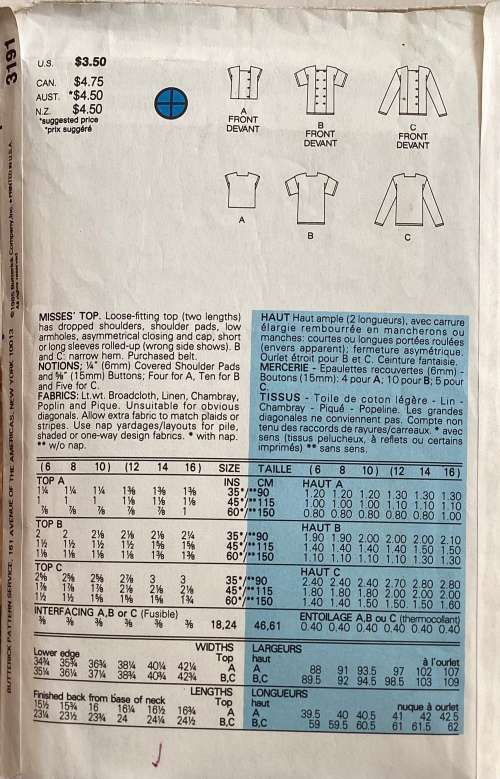 3191
U.S. $3.50
CAN. $4.75
AUST. *$4.50
N.Z. $4.50
*suggested price
*prix suggéré
A
FRONT
DEVANT
B
FRONT
DEVANT
C
FRONT
DEVANT
A
B
C
©1985 Butterick Company, Inc. • PRINTED IN U.S.A.
All rights reserved
BUTTERICK PATTERN SERVICE, 161 AVENUE OF THE AMERICAS, NEW YORK, 10013
MISSES' TOP. Loose-fitting top (two lengths)
has dropped shoulders, shoulder pads, low
armholes, asymmetrical closing and cap, short
or long sleeves rolled-up (wrong side shows). B
and C: narrow hem. Purchased belt.
NOTIONS; ¼" (6mm) Covered Shoulder Pads
and ⅝" (15mm) Buttons; Four for A, Ten for B
and Five for C.
FABRICS: Lt.wt. Broadcloth, Linen, Chambray,
Poplin and Pique. Unsuitable for obvious
diagonals. Allow extra fabric to match plaids or
stripes. Use nap yardages/layouts for pile,
shaded or one-way design fabrics. * with nap.
** w/o nap.
HAUT Haut ample (2 longueurs), avec carrure
élargie rembourrée en mancherons ou
manches: courtes ou longues portées roulées
(envers apparent); fermeture asymétrique.
Ourlet étroit pour B et C. Ceinture fantasie.
MERCERIE - Epaulettes recouvertes (6mm) -
Boutons (15mm): 4 pour A; 10 pour B; 5 pour
C.
TISSUS - Toile de coton légère - Lin -
Chambray - Piqué - Popeline. Les grandes
diagonales ne conviennent pas. Compte non
tenu des raccords de rayures/carreaux. * avec
sens (tissus pelucheux, à reflets ou certains
imprimés) ** sans sens.
(6 8 10) (12 14 16) SIZE TAILLE (6 8 10) (12 14 16)
TOP A INS CM HAUT A
1¼ 1¼ 1¼ 1⅜ 1⅜ 1⅜ 35*/**90 1.20 1.20 1.20 1.30 1.30 1.30
1 1 1 1⅛ 1⅛ 1⅛ 45*/**115 1.00 1.00 1.00 1.10 1.10 1.10
⅞ ⅞ ⅞ ⅞ ⅞ 1 60*/**150 0.80 0.80 0.80 0.80 0.80 1.00
TOP B HAUT B
2 2 2⅛ 2⅛ 2⅛ 2¼ 35*/**90 1.90 1.90 2.00 2.00 2.00 2.10
1½ 1½ 1½ 1½ 1⅝ 1⅝ 45*/**115 1.40 1.40 1.40 1.40 1.50 1.50
1⅛ 1⅛ 1⅛ 1⅛ 1⅜ 1⅜ 60*/**150 1.10 1.10 1.10 1.10 1.30 1.30
TOP C HAUT C
2⅝ 2⅝ 2⅝ 2⅞ 3 3 35*/**90 2.40 2.40 2.40 2.70 2.80 2.80
1⅞ 1⅞ 1⅞ 2⅛ 2⅛ 2⅛ 45*/**115 1.80 1.80 1.80 2.00 2.00 2.00
1½ 1½ 1⅝ 1⅝ 1⅝ 1¾ 60*/**150 1.40 1.40 1.50 1.50 1.50 1.60
INTERFACING A,B or C (Fusible) ENTOILAGE A,B ou C (thermocollant)
⅜ ⅜ ⅜ ⅜ ⅜ ⅜ 18,24 46,61 0.40 0.40 0.40 0.40 0.40 0.40
WIDTHS LARGEURS
Lower edge Top haut à l'ourlet
34¾ 35¾ 36¾ 38¼ 40¼ 42¼ A A 88 91 93.5 97 102 107
35¼ 36¼ 37¼ 38¾ 40¾ 42¾ B,C B,C 89.5 92 94.5 98.5 103 109
LENGTHS LONGUEURS
Finished back from base of neck Top haut nuque à ourlet
15½ 15¾ 16 16¼ 16½ 16¾ A A 39.5 40 40.5 41 42 42.5
23¼ 23½ 23¾ 24 24¼ 24½ B,C B,C 59 59.5 60.5 61 61.5 62